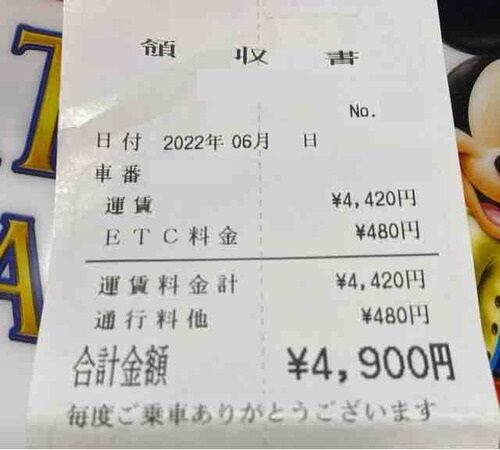 領収書
No.
日付 2022年 06月 日
車番
運賃 ¥4,420円
ETC料金 ¥480円
運賃料金計 ¥4,420円
通行料他 ¥480円
合計金額 ¥4,900円
毎度ご乗車ありがとうございます